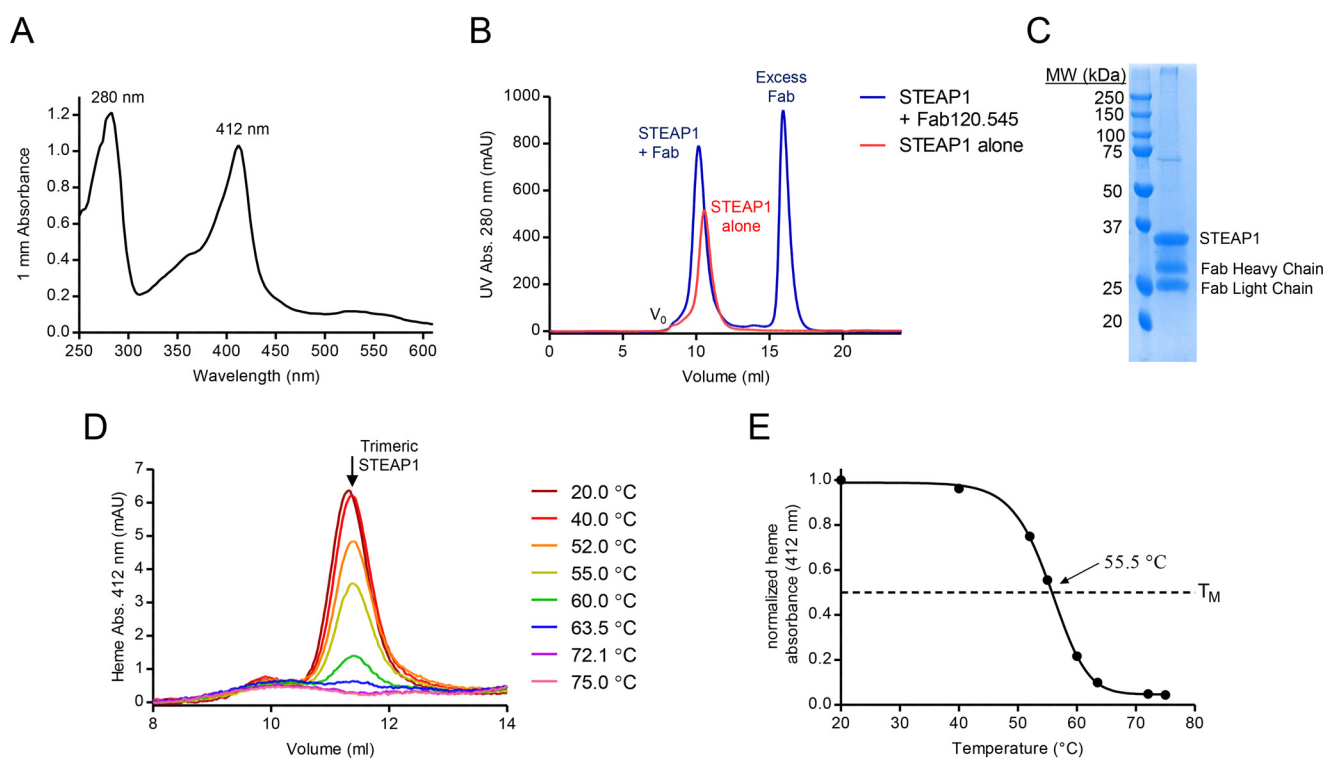 A
280 nm
412 nm
1 mm Absorbance
1.2
1.0
0.8
0.6
0.4
0.2
0.0
250 300 350 400 450 500 550 600
Wavelength (nm)
B
UV Abs. 280 nm (mAU)
1000
800
600
400
200
0
STEAP1
+ Fab
Excess
Fab
STEAP1
alone
V0
0 5 10 15 20
Volume (ml)
STEAP1
+ Fab120.545
STEAP1 alone
C
MW (kDa)
250
150
100
75
50
37
25
20
STEAP1
Fab Heavy Chain
Fab Light Chain
D
Trimeric
STEAP1
Heme Abs. 412 nm (mAU)
7
6
5
4
3
2
1
0
8 10 12 14
Volume (ml)
20.0 °C
40.0 °C
52.0 °C
55.0 °C
60.0 °C
63.5 °C
72.1 °C
75.0 °C
E
normalized heme
absorbance (412 nm)
1.0
0.8
0.6
0.4
0.2
0.0
55.5 °C
TM
20 30 40 50 60 70 80
Temperature (°C)